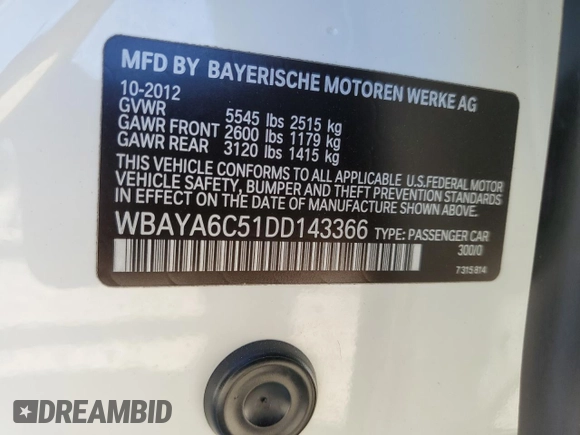 MFD BY BAYERISCHE MOTOREN WERKE AG
10-2012
GVWR 5545 lbs 2515 kg
GAWR FRONT 2600 lbs 1179 kg
GAWR REAR 3120 lbs 1415 kg
THIS VEHICLE CONFORMS TO ALL APPLICABLE U.S.FEDERAL MOTOR
VEHICLE SAFETY, BUMPER AND THEFT PREVENTION STANDARDS
IN EFFECT ON THE DATE OF MANUFACTURE SHOWN ABOVE.
WBAYA6C51DD143366 TYPE: PASSENGER CAR
300/0
7 315 814
DREAMBID